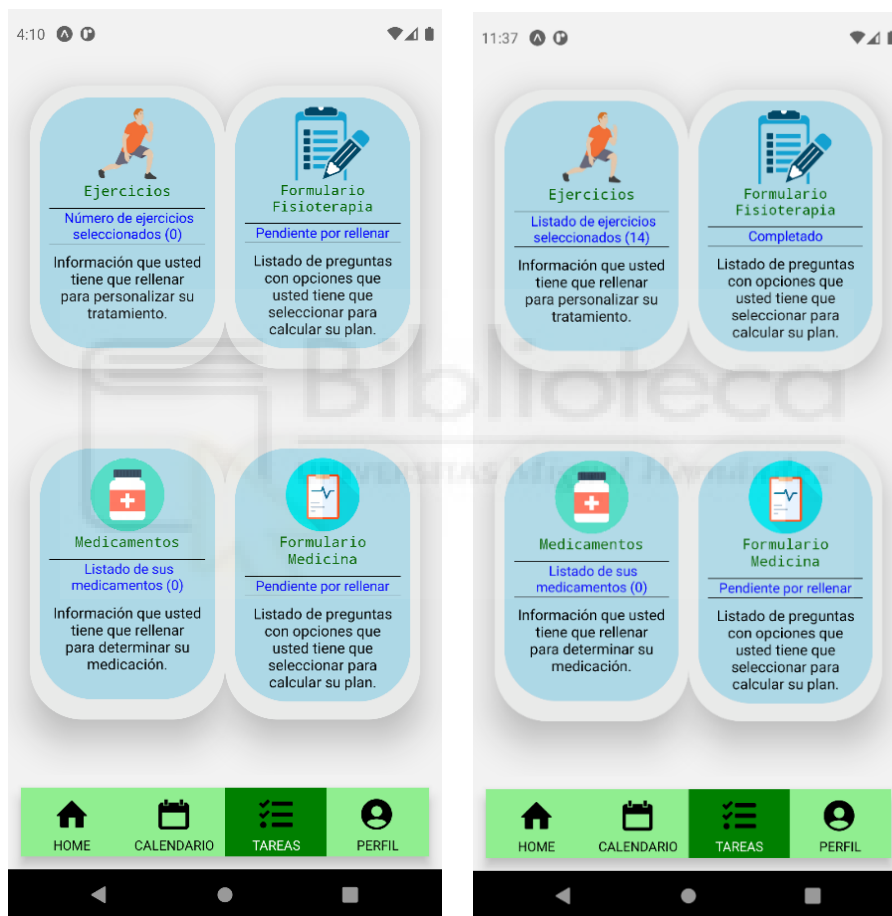 4:10
Ejercicios
Número de ejercicios
seleccionados (0)
Información que usted
tiene que rellenar
para personalizar su
tratamiento.
Formulario
Fisioterapia
Pendiente por rellenar
Listado de preguntas
con opciones que
usted tiene que
seleccionar para
calcular su plan.
Medicamentos
Listado de sus
medicamentos (0)
Información que usted
tiene que rellenar
para determinar su
medicación.
Formulario
Medicina
Pendiente por rellenar
Listado de preguntas
con opciones que
usted tiene que
seleccionar para
calcular su plan.
HOME
CALENDARIO
TAREAS
PERFIL
11:37
Ejercicios
Listado de ejercicios
seleccionados (14)
Información que usted
tiene que rellenar
para personalizar su
tratamiento.
Formulario
Fisioterapia
Completado
Listado de preguntas
con opciones que
usted tiene que
seleccionar para
calcular su plan.
Medicamentos
Listado de sus
medicamentos (0)
Información que usted
tiene que rellenar
para determinar su
medicación.
Formulario
Medicina
Pendiente por rellenar
Listado de preguntas
con opciones que
usted tiene que
seleccionar para
calcular su plan.
HOME
CALENDARIO
TAREAS
PERFIL
Biblioteca
UNIVERSITAS Miguel Hernández